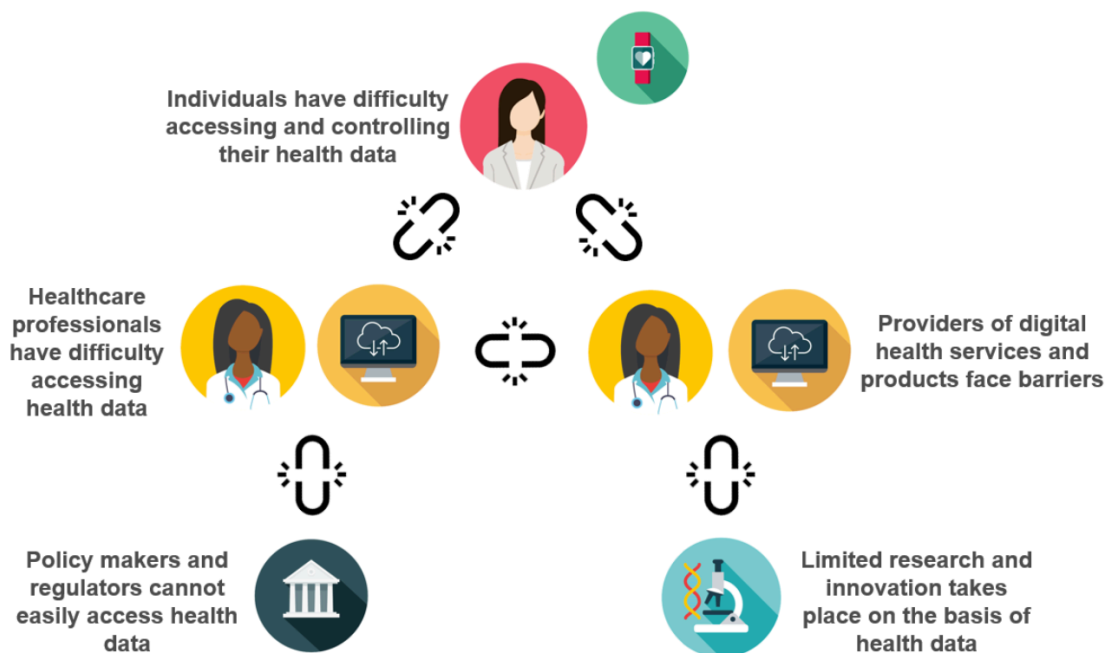 Individuals have difficulty
accessing and controlling
their health data
Healthcare
professionals
have difficulty
accessing
health data
Providers of digital
health services and
products face barriers
Policy makers and
regulators cannot
easily access health
data
Limited research and
innovation takes
place on the basis of
health data